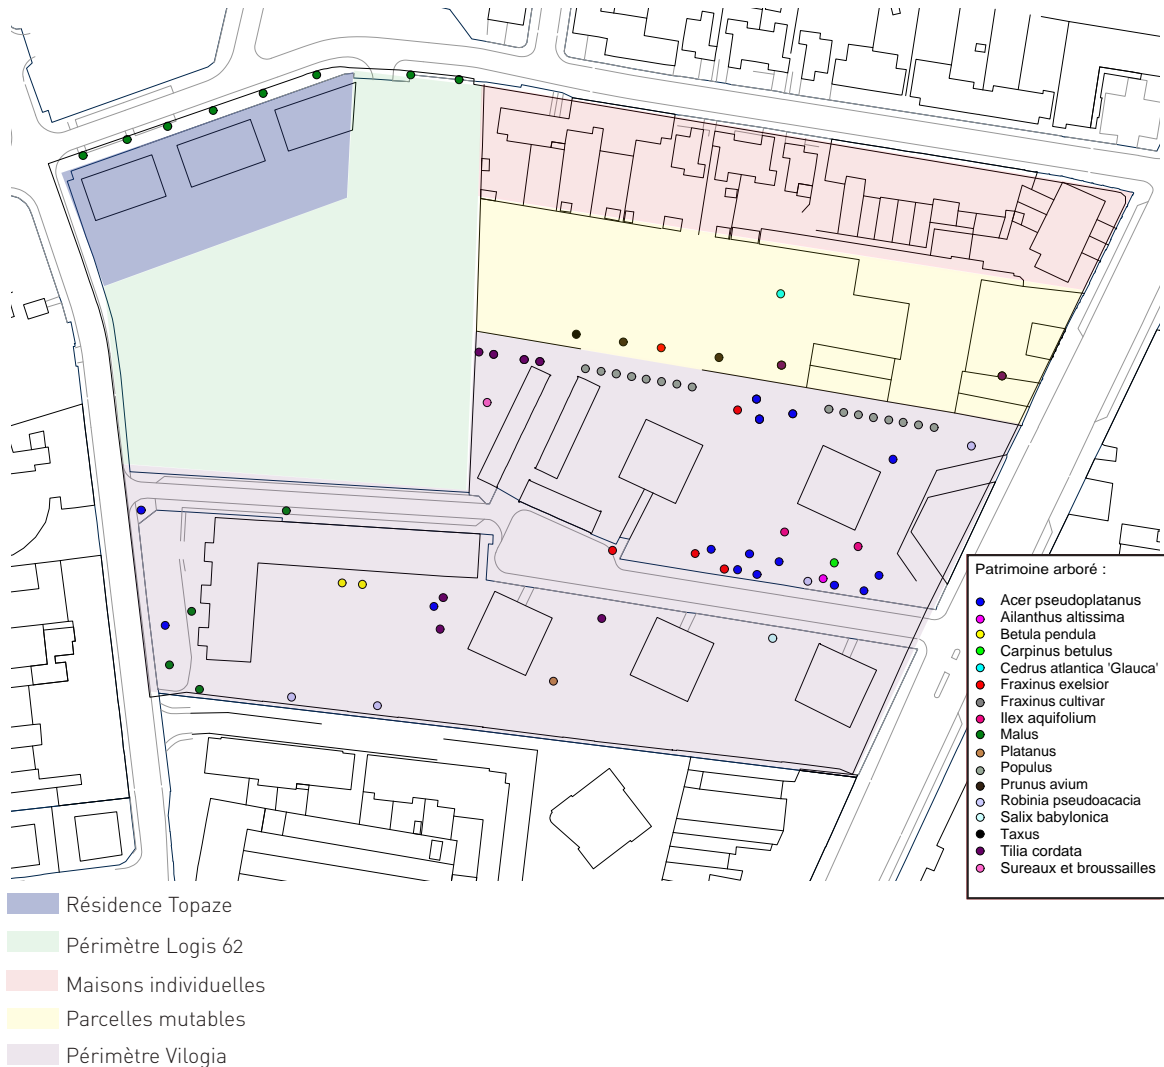 Patrimoine arboré :
Acer pseudoplatanus
Ailanthus altissima
Betula pendula
Carpinus betulus
Cedrus atlantica 'Glauca'
Fraxinus exelsior
Fraxinus cultivar
Ilex aquifolium
Malus
Platanus
Populus
Prunus avium
Robinia pseudoacacia
Salix babylonica
Taxus
Tilia cordata
Sureaux et broussailles
Résidence Topaze
Périmètre Logis 62
Maisons individuelles
Parcelles mutables
Périmètre Vilogia